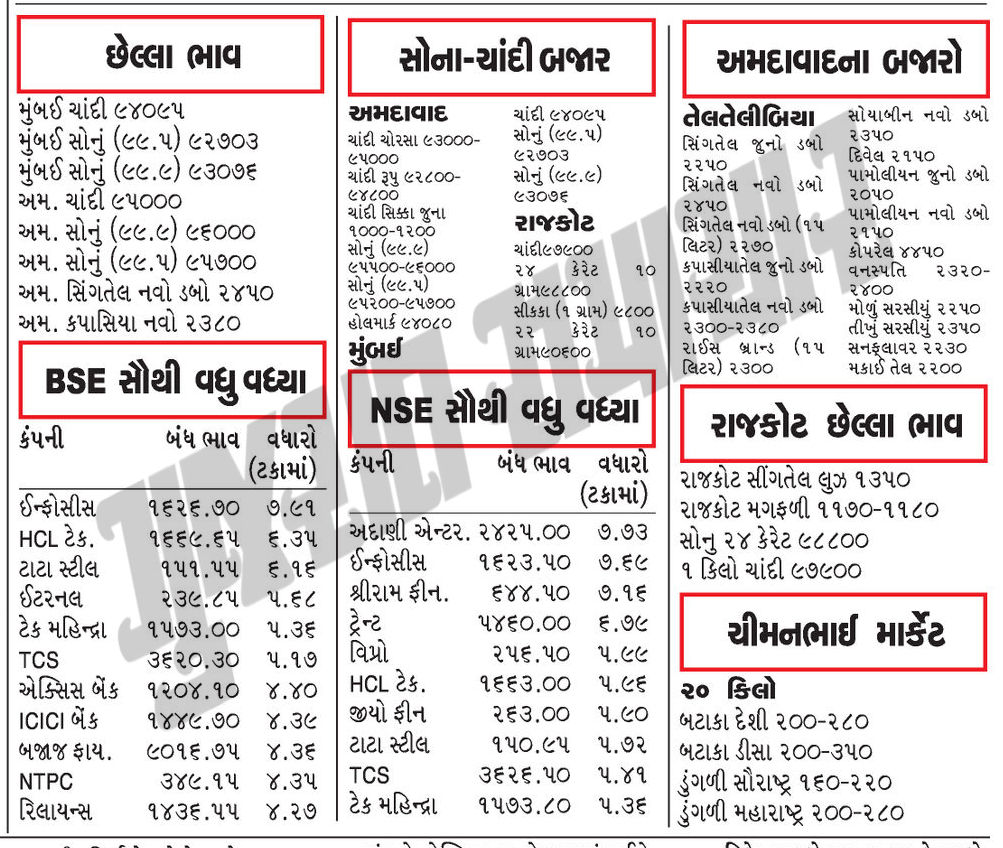 છેલ્લા ભાવ
મુંબઈ ચાંદી ૯૪૦૯૫
મુંબઈ સોનું (૯૯.૫) ૯૨૭૦૩
મુંબઈ સોનું (૯૯.૯) ૯૩૦૭૬
અમ. ચાંદી ૯૫૦૦૦
અમ. સોનું (૯૯.૯) ૯૬૦૦૦
અમ. સોનું (૯૯.૫) ૯૫૭૦૦
અમ. સિંગતેલ નવો ડબો ૨૪૫૦
અમ. કપાસિયા નવો ૨૩૮૦
BSE સૌથી વધુ વધ્યા
કંપની બંધ ભાવ વધારો
(ટકામાં)
ઈન્ફોસીસ ૧૬૨૬.૭૦ ૭.૯૧
HCL ટેક. ૧૬૬૯.૬૫ ૬.૩૫
ટાટા સ્ટીલ ૧૫૧.૫૫ ૬.૧૬
ઈટરનલ ૨૩૯.૮૫ ૫.૬૮
ટેક મહિન્દ્રા ૧૫૭૩.૦૦ ૫.૩૬
TCS ૩૬૨૦.૩૦ ૫.૧૭
એક્સિસ બેંક ૧૨૦૪.૧૦ ૪.૪૦
ICICI બેંક ૧૪૪૯.૭૦ ૪.૩૯
બજાજ ફાય. ૯૦૧૬.૭૫ ૪.૩૬
NTPC ૩૪૯.૧૫ ૪.૩૫
રિલાયન્સ ૧૪૩૬.૫૫ ૪.૨૭
સોના-ચાંદી બજાર
અમદાવાદ
ચાંદી ચોરસા ૯૩૦૦૦-
૯૫૦૦૦
ચાંદી રૂપુ ૯૨૮૦૦-
૯૪૮૦૦
ચાંદી સિક્કા જુના
૧૦૦૦-૧૨૦૦
સોનું (૯૯.૯)
૯૫૫૦૦-૯૬૦૦૦
સોનું (૯૯.૫)
૯૫૨૦૦-૯૫૭૦૦
હોલમાર્ક ૯૪૦૮૦
મુંબઈ
ચાંદી ૯૪૦૯૫
સોનું (૯૯.૫)
૯૨૭૦૩
સોનું (૯૯.૯)
૯૩૦૭૬
રાજકોટ
ચાંદી૯૭૯૦૦
૨૪ કેરેટ ૧૦
ગ્રામ૯૮૮૦૦
સીકકા (૧ ગ્રામ) ૯૮૦૦
૨૨ કેરેટ ૧૦
ગ્રામ૯૦૬૦૦
NSE સૌથી વધુ વધ્યા
કંપની બંધ ભાવ વધારો
(ટકામાં)
અદાણી એન્ટર. ૨૪૨૫.૦૦ ૭.૭૩
ઈન્ફોસીસ ૧૬૨૩.૫૦ ૭.૬૯
શ્રીરામ ફીન. ૬૪૪.૫૦ ૭.૧૬
ટ્રેન્ટ ૫૪૬૦.૦૦ ૬.૭૯
વિપ્રો ૨૫૬.૫૦ ૫.૯૯
HCL ટેક. ૧૬૬૩.૦૦ ૫.૯૬
જીયો ફીન ૨૬૩.૦૦ ૫.૯૦
ટાટા સ્ટીલ ૧૫૦.૯૫ ૫.૭૨
TCS ૩૬૨૬.૫૦ ૫.૪૧
ટેક મહિન્દ્રા ૧૫૭૩.૮૦ ૫.૩૬
અમદાવાદના બજારો
તેલતેલીબિયા
સિંગતેલ જુનો ડબો
૨૨૫૦
સિંગતેલ નવો ડબો
૨૪૫૦
સિંગતેલ નવો ડબો (૧૫
લિટર) ૨૨૭૦
કપાસીયાતેલ જુનો ડબો
૨૨૨૦
કપાસીયાતેલ નવો ડબો
૨૩૦૦-૨૩૮૦
રાઈસ બ્રાન્ડ (૧૫
લિટર) ૨૩૦૦
સોયાબીન નવો ડબો
૨૩૫૦
દિવેલ ૨૧૫૦
પામોલીયન જુનો ડબો
૨૦૫૦
પામોલીયન નવો ડબો
૨૧૫૦
કોપરેલ ૪૪૫૦
વનસ્પતિ ૨૩૨૦-
૨૪૦૦
મોળું સરસીયું ૨૨૫૦
તીખું સરસીયું ૨૩૫૦
સનફ્લાવર ૨૨૩૦
મકાઈ તેલ ૨૨૦૦
રાજકોટ છેલ્લા ભાવ
રાજકોટ સીંગતેલ લુઝ ૧૩૫૦
રાજકોટ મગફળી ૧૧૭૦-૧૧૮૦
સોનુ ૨૪ કેરેટ ૯૮૮૦૦
૧ કિલો ચાંદી ૯૭૯૦૦
ચીમનભાઈ માર્કેટ
૨૦ કિલો
બટાકા દેશી ૨૦૦-૨૮૦
બટાકા ડીસા ૨૦૦-૩૫૦
ડુંગળી સૌરાષ્ટ્ર ૧૬૦-૨૨૦
ડુંગળી મહારાષ્ટ્ર ૨૦૦-૨૮૦
ગુજરાત સમાચાર